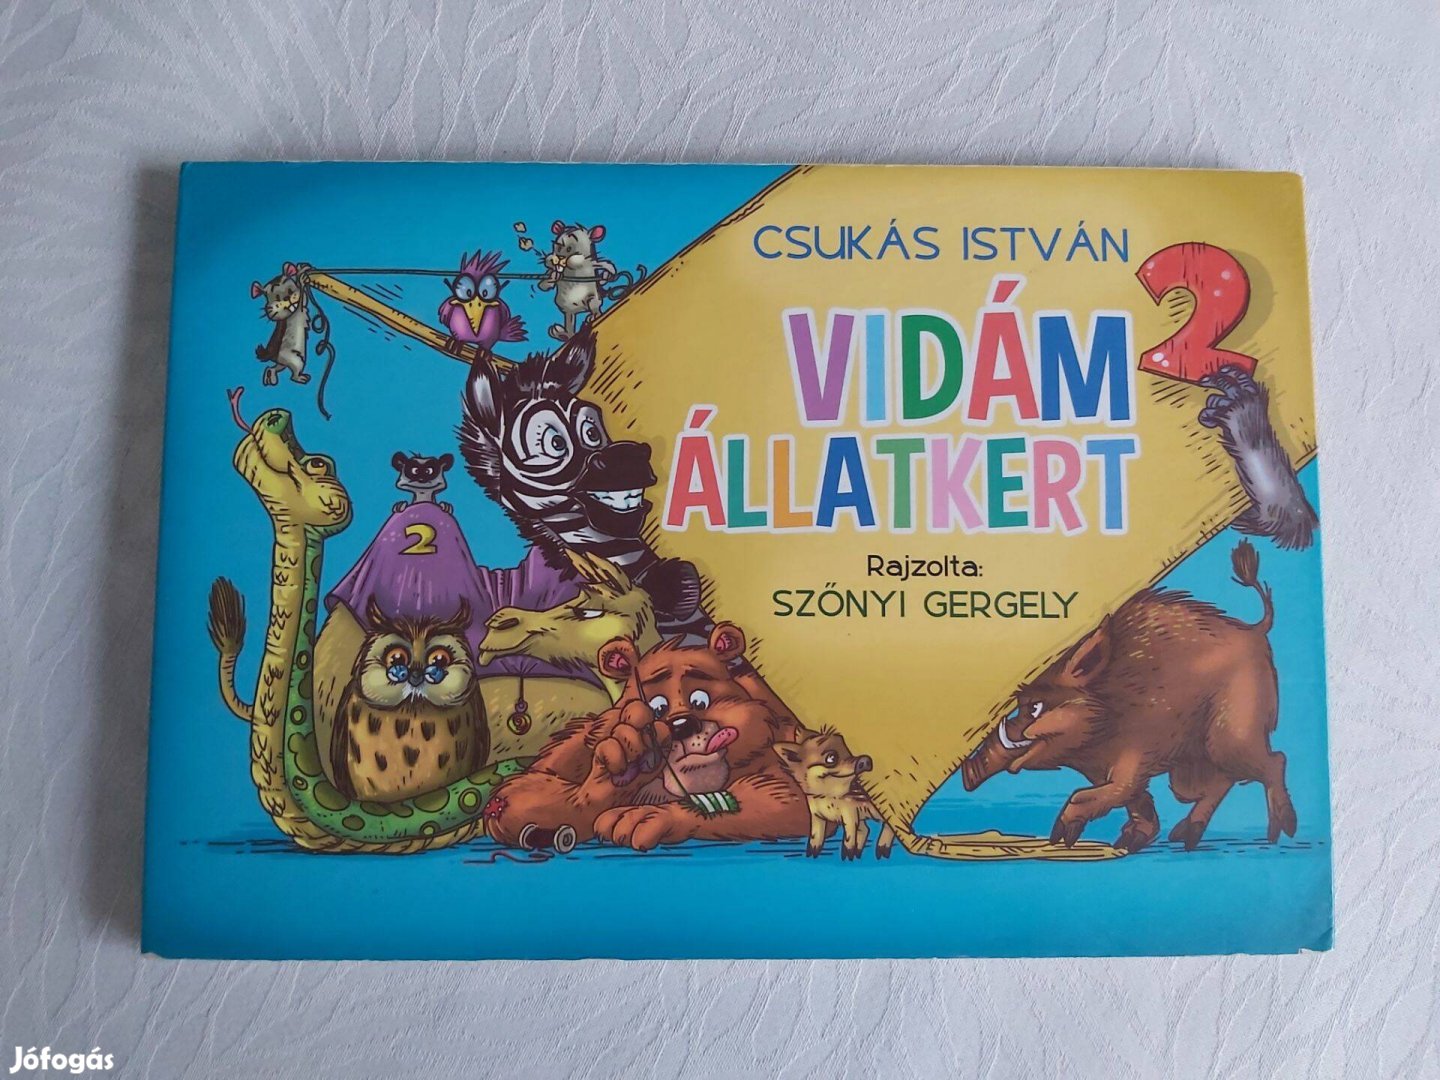 CSUKÁS ISTVÁN
VIDÁM 2
ÁLLATKERT
Rajzolta:
SZŐNYI GERGELY
2
Jófogás